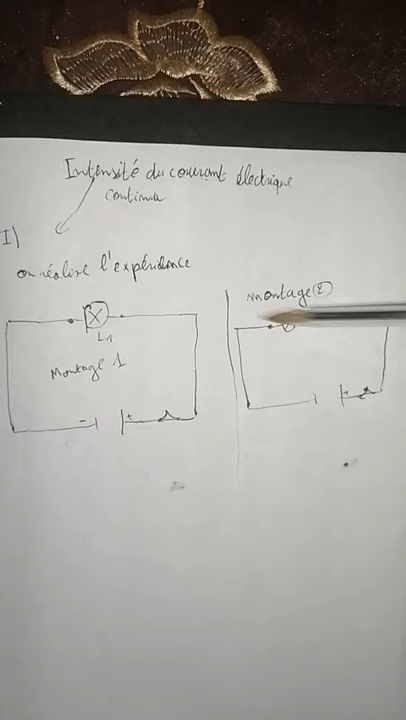 Intensité du courant électrique
continu
I)
on réalise l'expérience
montage (2)
L1
Montage 1
- +
+